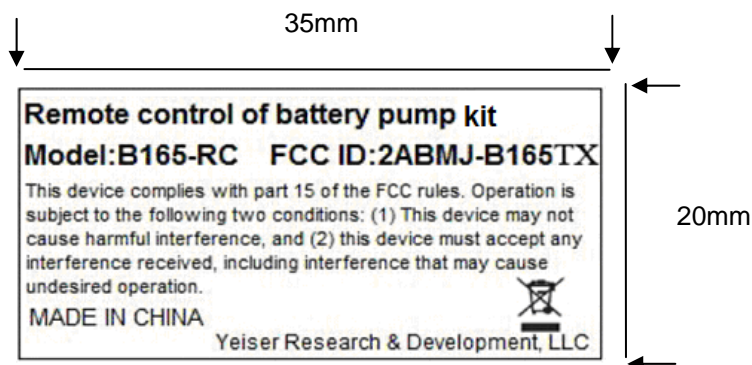 35mm
Remote control of battery pump kit
Model:B165-RC FCC ID:2ABMJ-B165TX
This device complies with part 15 of the FCC rules. Operation is
subject to the following two conditions: (1) This device may not
cause harmful interference, and (2) this device must accept any
interference received, including interference that may cause
undesired operation.
MADE IN CHINA
Yeiser Research & Development, LLC
20mm